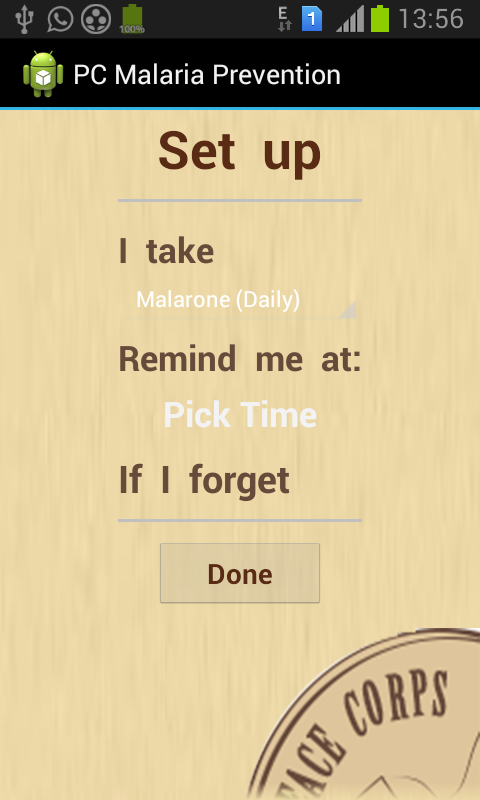 100% E 1 13:56
PC Malaria Prevention
Set up
I take
Malarone (Daily)
Remind me at:
Pick Time
If I forget
Done
ACE CORPS